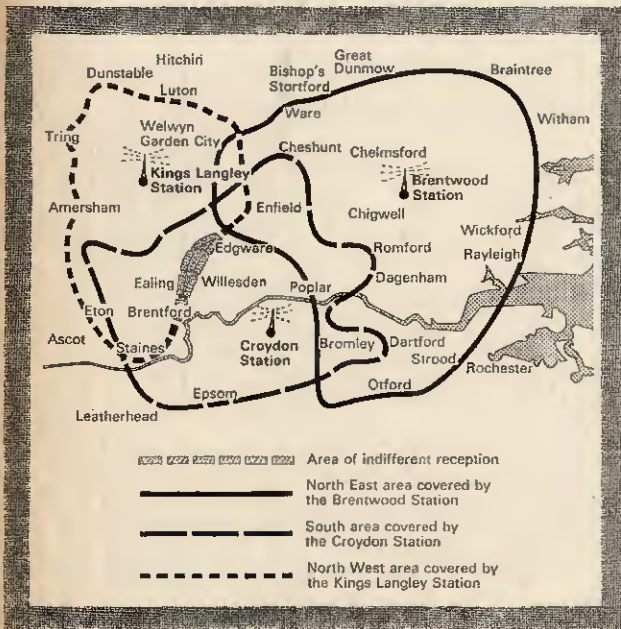 Hitchin
Great
Dunmow
Dunstable
Bishop's
Stortford
Braintree
Luton
Ware
Witham
Tring
Welwyn
Garden City
Cheshunt
Chelmsford
Kings Langley
Station
Brentwood
Station
Amersham
Enfield
Chigwell
Wickford
Edgware
Romford
Rayleigh
Ealing
Willesden
Poplar
Dagenham
Eton
Brentford
Ascot
Staines
Croydon
Station
Bromley
Dartford
Strood
Rochester
Epsom
Otford
Leatherhead
Area of indifferent reception
North East area covered by
the Brentwood Station
South area covered by
the Croydon Station
North West area covered by
the Kings Langley Station